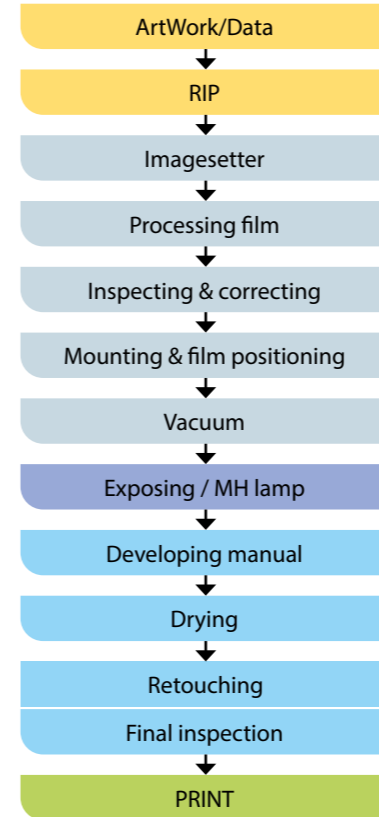 ArtWork/Data
RIP
Imagesetter
Processing film
Inspecting & correcting
Mounting & film positioning
Vacuum
Exposing / MH lamp
Developing manual
Drying
Retouching
Final inspection
PRINT